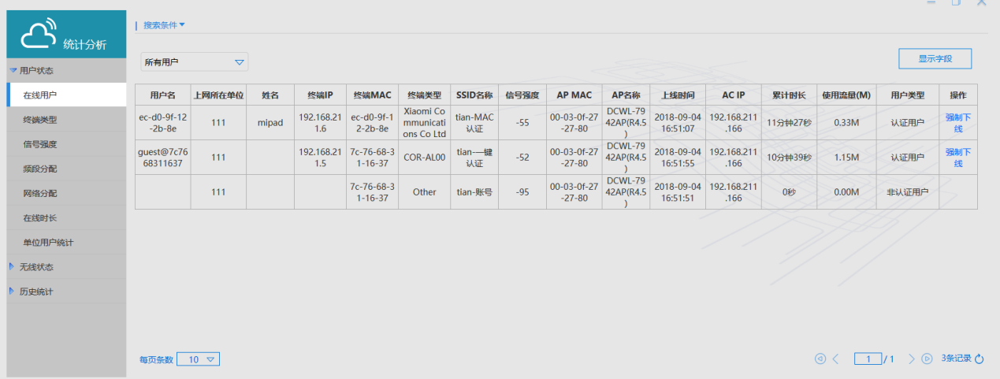 统计分析
用户状态
在线用户
终端类型
信号强度
频段分配
网络分配
在线时长
单位用户统计
无线状态
历史统计
搜索条件
所有用户
显示字段
用户名 上网所在单位 姓名 终端IP 终端MAC 终端类型 SSID名称 信号强度 AP MAC AP名称 上线时间 AC IP 累计时长 使用流量(M) 用户类型 操作
ec-d0-9f-12-2b-8e 111 mipad 192.168.211.6 ec-d0-9f-12-2b-8e Xiaomi Communications Co Ltd tian-MAC认证 -55 00-03-0f-27-27-80 DCWL-7942AP(R4.5) 2018-09-04 16:51:07 192.168.211.166 11分钟27秒 0.33M 认证用户 强制下线
guest@7c7668311637 111 192.168.211.5 7c-76-68-31-16-37 COR-AL00 tian-一键认证 -52 00-03-0f-27-27-80 DCWL-7942AP(R4.5) 2018-09-04 16:51:55 192.168.211.166 10分钟39秒 1.15M 认证用户 强制下线
111 7c-76-68-31-16-37 Other tian-账号 -95 00-03-0f-27-27-80 DCWL-7942AP(R4.5) 2018-09-04 16:51:51 192.168.211.166 0秒 0.00M 非认证用户
每页条数 10
1 / 1 3条记录